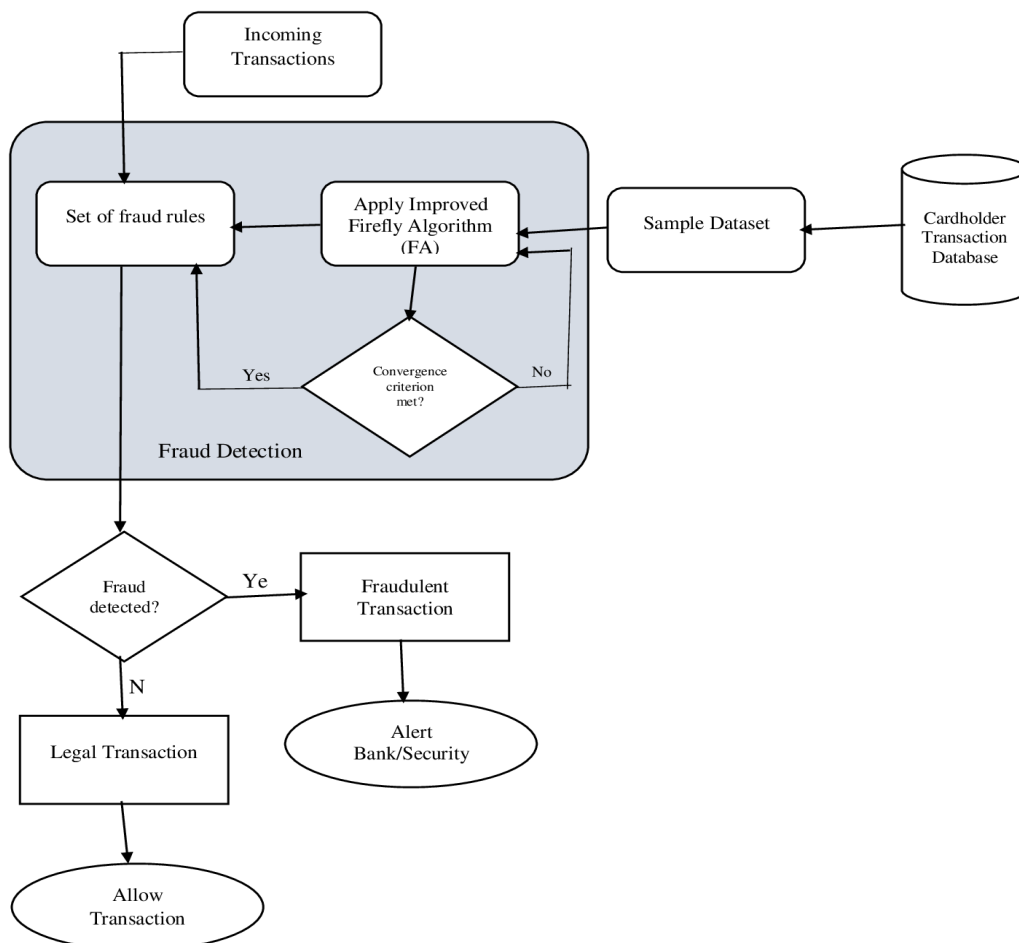 Incoming
Transactions
Set of fraud rules
Apply Improved
Firefly Algorithm
(FA)
Sample Dataset
Cardholder
Transaction
Database
Yes
Convergence
criterion
met?
No
Fraud Detection
Fraud
detected?
Ye
Fraudulent
Transaction
N
Legal Transaction
Alert
Bank/Security
Allow
Transaction